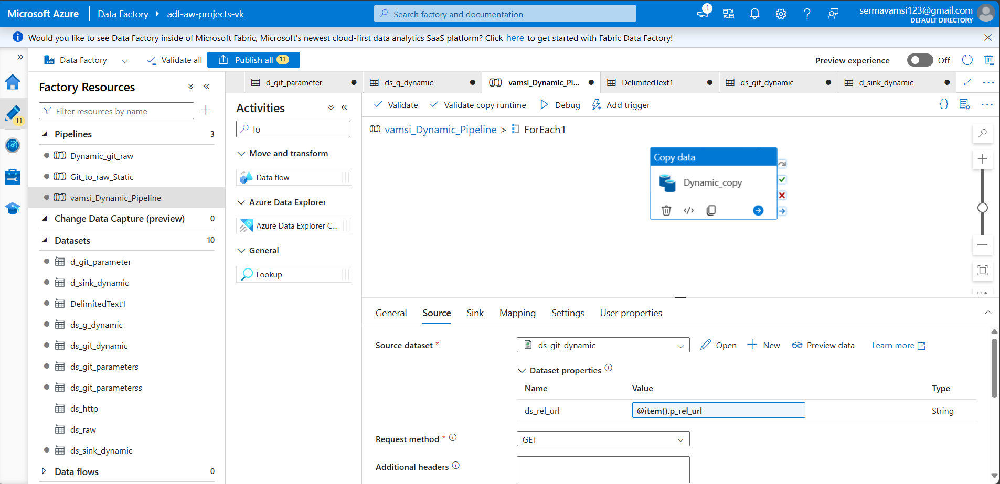 Microsoft Azure
Data Factory
adf-aw-projects-vk
Search factory and documentation
1
sermavamsi123@gmail.com
DEFAULT DIRECTORY
Would you like to see Data Factory inside of Microsoft Fabric, Microsoft's newest cloud-first data analytics SaaS platform? Click here to get started with Fabric Data Factory!
Data Factory
Validate all
Publish all 11
Preview experience
Off
11
Factory Resources
Filter resources by name
Pipelines 3
Dynamic_git_raw
Git_to_raw_Static
vamsi_Dynamic_Pipeline
Change Data Capture (preview) 0
Datasets 10
d_git_parameter
d_sink_dynamic
DelimitedText1
ds_g_dynamic
ds_git_dynamic
ds_git_parameters
ds_git_parameterss
ds_http
ds_raw
ds_sink_dynamic
Data flows 0
d_git_parameter
ds_g_dynamic
vamsi_Dynamic_Pi...
DelimitedText1
ds_git_dynamic
d_sink_dynamic
Activities
lo
Move and transform
Data flow
Azure Data Explorer
Azure Data Explorer C...
General
Lookup
Validate
Validate copy runtime
Debug
Add trigger
{}
vamsi_Dynamic_Pipeline > ForEach1
Copy data
Dynamic_copy
</>
General
Source
Sink
Mapping
Settings
User properties
Source dataset *
ds_git_dynamic
Open
New
Preview data
Learn more
Dataset properties
Name Value Type
ds_rel_url @item().p_rel_url String
Request method *
GET
Additional headers